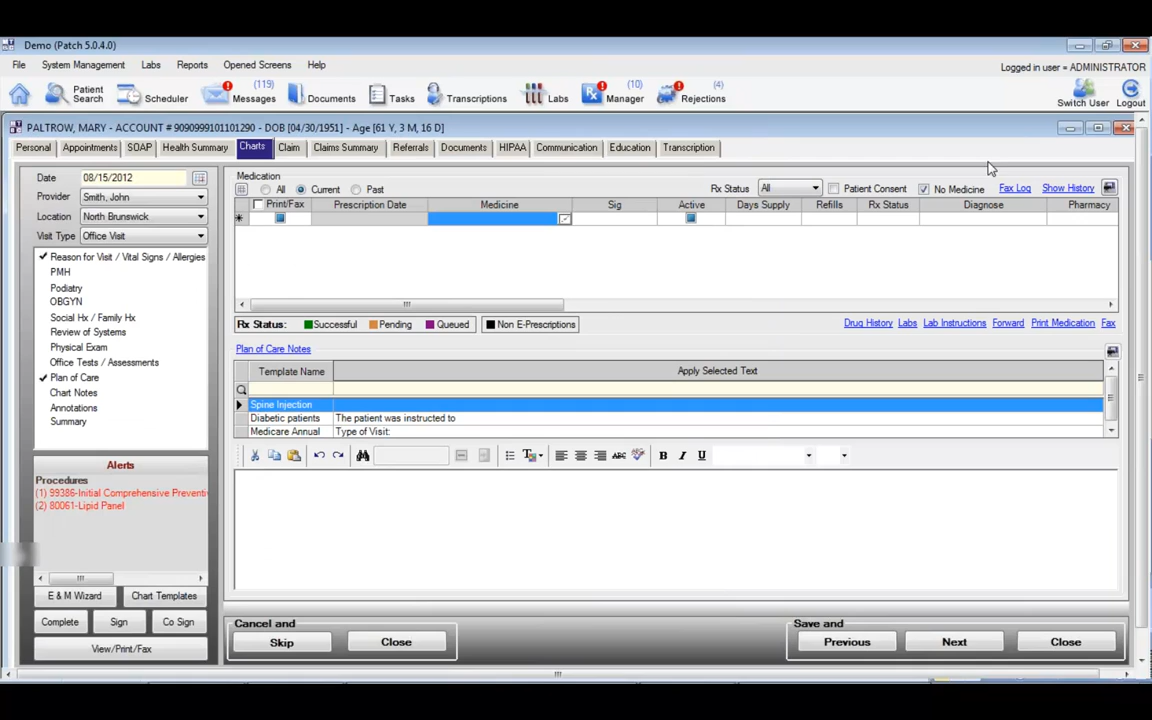 Demo (Patch 5.0.4.0)
File System Management Labs Reports Opened Screens Help
Logged in user = ADMINISTRATOR
Patient Search Scheduler (119) Messages Documents Tasks Transcriptions Labs (10) Manager (4) Rejections Switch User Logout
PALTROW, MARY - ACCOUNT # 9090999101101290 - DOB [04/30/1951] - Age [61 Y, 3 M, 16 D]
Personal Appointments SOAP Health Summary Charts Claim Claims Summary Referrals Documents HIPAA Communication Education Transcription
Date 08/15/2012
Provider Smith, John
Location North Brunswick
Visit Type Office Visit
Reason for Visit / Vital Signs / Allergies
PMH
Podiatry
OBGYN
Social Hx / Family Hx
Review of Systems
Physical Exam
Office Tests / Assessments
Plan of Care
Chart Notes
Annotations
Summary
Alerts
Procedures
(1) 99386-Initial Comprehensive Preventiv
(2) 80061-Lipid Panel
E & M Wizard Chart Templates
Complete Sign Co Sign
View/Print/Fax
Medication
All Current Past Rx Status All Patient Consent No Medicine Fax Log Show History
Print/Fax Prescription Date Medicine Sig Active Days Supply Refills Rx Status Diagnose Pharmacy
Rx Status: Successful Pending Queued Non E-Prescriptions Drug History Labs Lab Instructions Forward Print Medication Fax
Plan of Care Notes
Template Name Apply Selected Text
Spine Injection
Diabetic patients The patient was instructed to
Medicare Annual Type of Visit:
ABC B I U
Cancel and
Skip Close
Save and
Previous Next Close